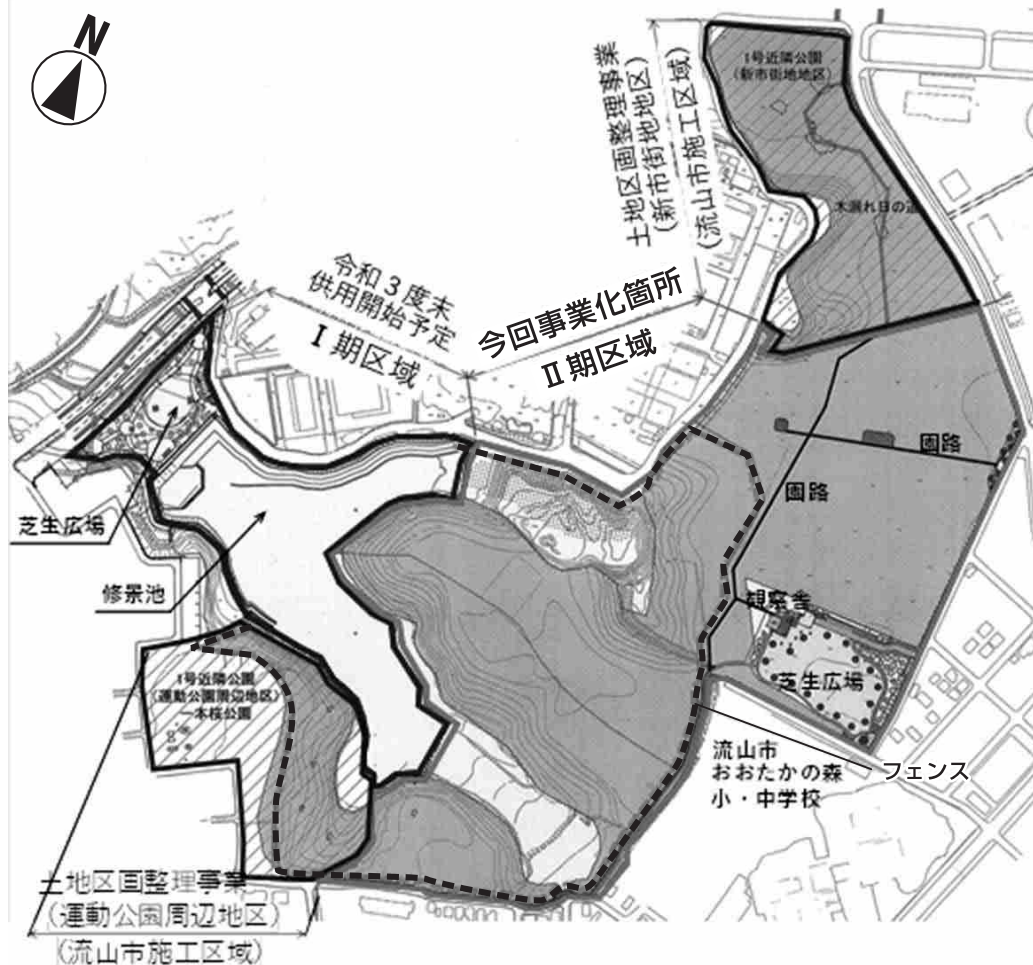 N
土地区画整理事業
(新市街地地区)
(流山市施工区域)
1号近隣公園
(新市街地地区)
木漏れ日の道
令和3度末
供用開始予定
Ⅰ期区域
今回事業化箇所
Ⅱ期区域
園路
園路
芝生広場
修景池
観察舎
芝生広場
1号近隣公園
(運動公園周辺地区)
一本桜公園
流山市
おおたかの森
小・中学校
フェンス
土地区画整理事業
(運動公園周辺地区)
(流山市施工区域)